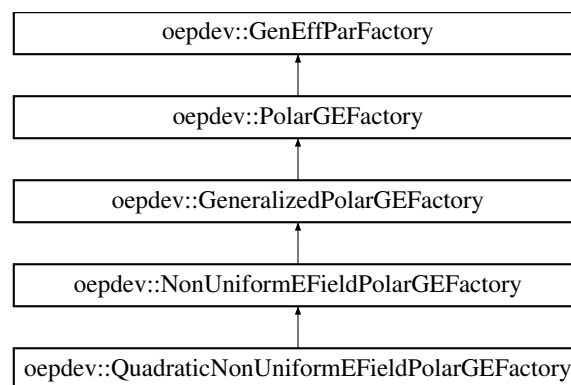 oepdev::GenEffParFactory
oepdev::PolarGEFactory
oepdev::GeneralizedPolarGEFactory
oepdev::NonUniformEFieldPolarGEFactory
oepdev::QuadraticNonUniformEFieldPolarGEFactory